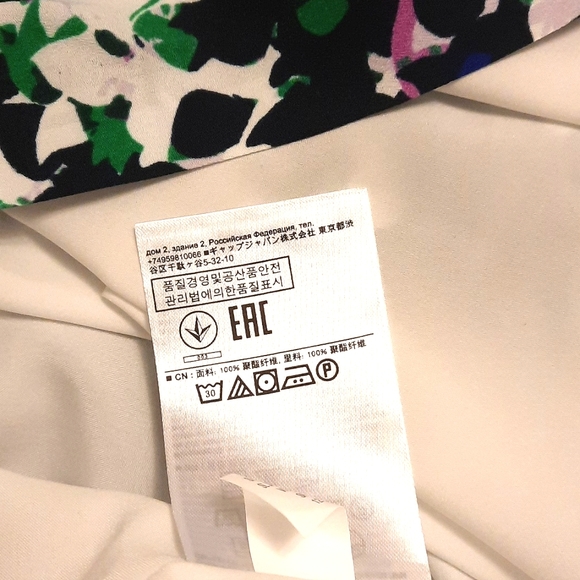 дом 2, здание 2, Российская Федерация, тел.
+74959810066 ■ギャップジャパン株式会社 東京都渋
谷区千駄ヶ谷5-32-10
품질경영및공산품안전
관리법에의한품질표시
EAC
353
■ CN : 面料: 100% 聚酯纤维, 里料: 100% 聚酯纤维
30
P